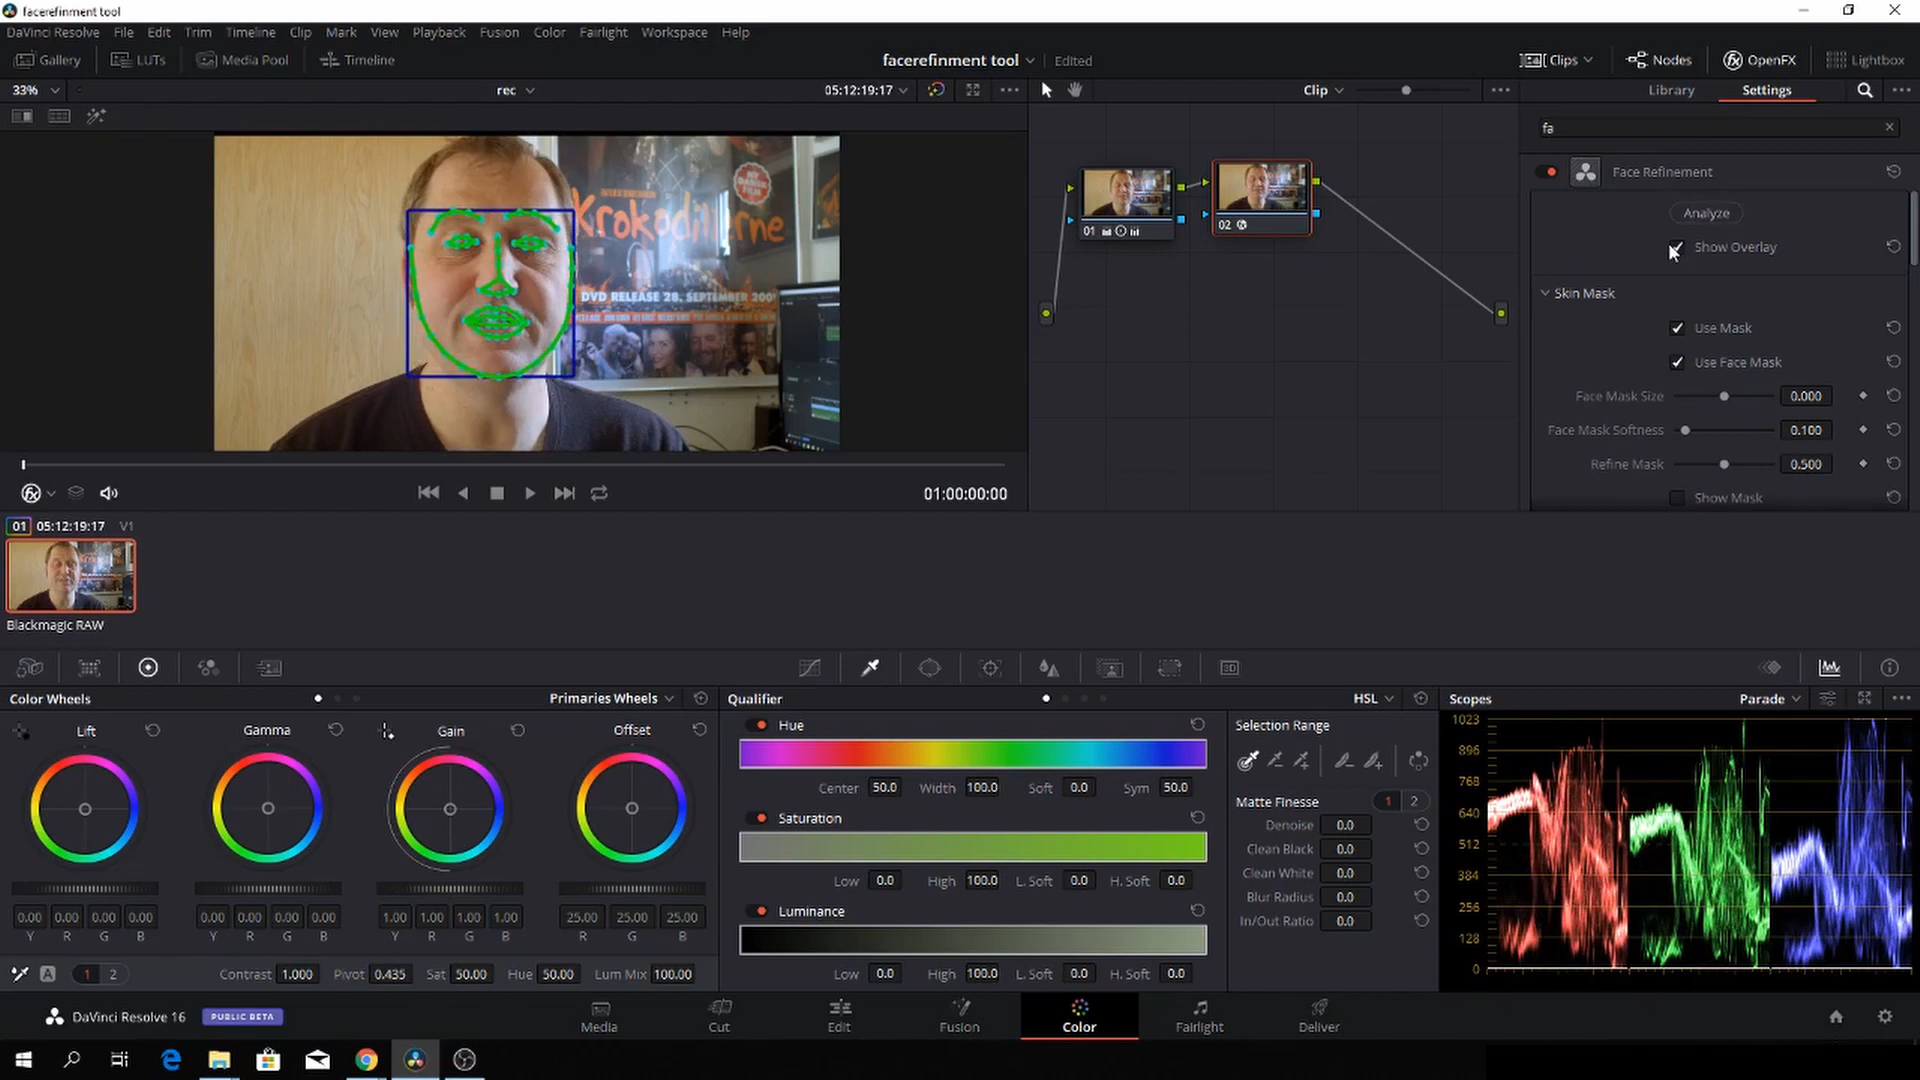 facerefinment tool
DaVinci Resolve File Edit Trim Timeline Clip Mark View Playback Fusion Color Fairlight Workspace Help
Gallery LUTs Media Pool Timeline facerefinment tool Edited Clips Nodes OpenFX Lightbox
33% rec 05:12:19:17 Clip Library Settings
fa
Face Refinement
Analyze
Show Overlay
Skin Mask
Use Mask
Use Face Mask
Face Mask Size 0.000
Face Mask Softness 0.100
Refine Mask 0.500
Show Mask
NY DANSK FILM
Krokodillerne
DVD RELEASE 28. SEPTEMBER 200
01
02
01:00:00:00
01 05:12:19:17 V1
Blackmagic RAW
Color Wheels Primaries Wheels
Lift Gamma Gain Offset
0.00 0.00 0.00 0.00 0.00 0.00 0.00 0.00 1.00 1.00 1.00 1.00 25.00 25.00 25.00
Y R G B Y R G B Y R G B R G B
A 1 2 Contrast 1.000 Pivot 0.435 Sat 50.00 Hue 50.00 Lum Mix 100.00
Qualifier HSL
Hue
Center 50.0 Width 100.0 Soft 0.0 Sym 50.0
Saturation
Low 0.0 High 100.0 L. Soft 0.0 H. Soft 0.0
Luminance
Low 0.0 High 100.0 L. Soft 0.0 H. Soft 0.0
Selection Range
Matte Finesse 1 2
Denoise 0.0
Clean Black 0.0
Clean White 0.0
Blur Radius 0.0
In/Out Ratio 0.0
3D
Scopes Parade
1023
896
768
640
512
384
256
128
0
DaVinci Resolve 16 PUBLIC BETA
Media Cut Edit Fusion Color Fairlight Deliver